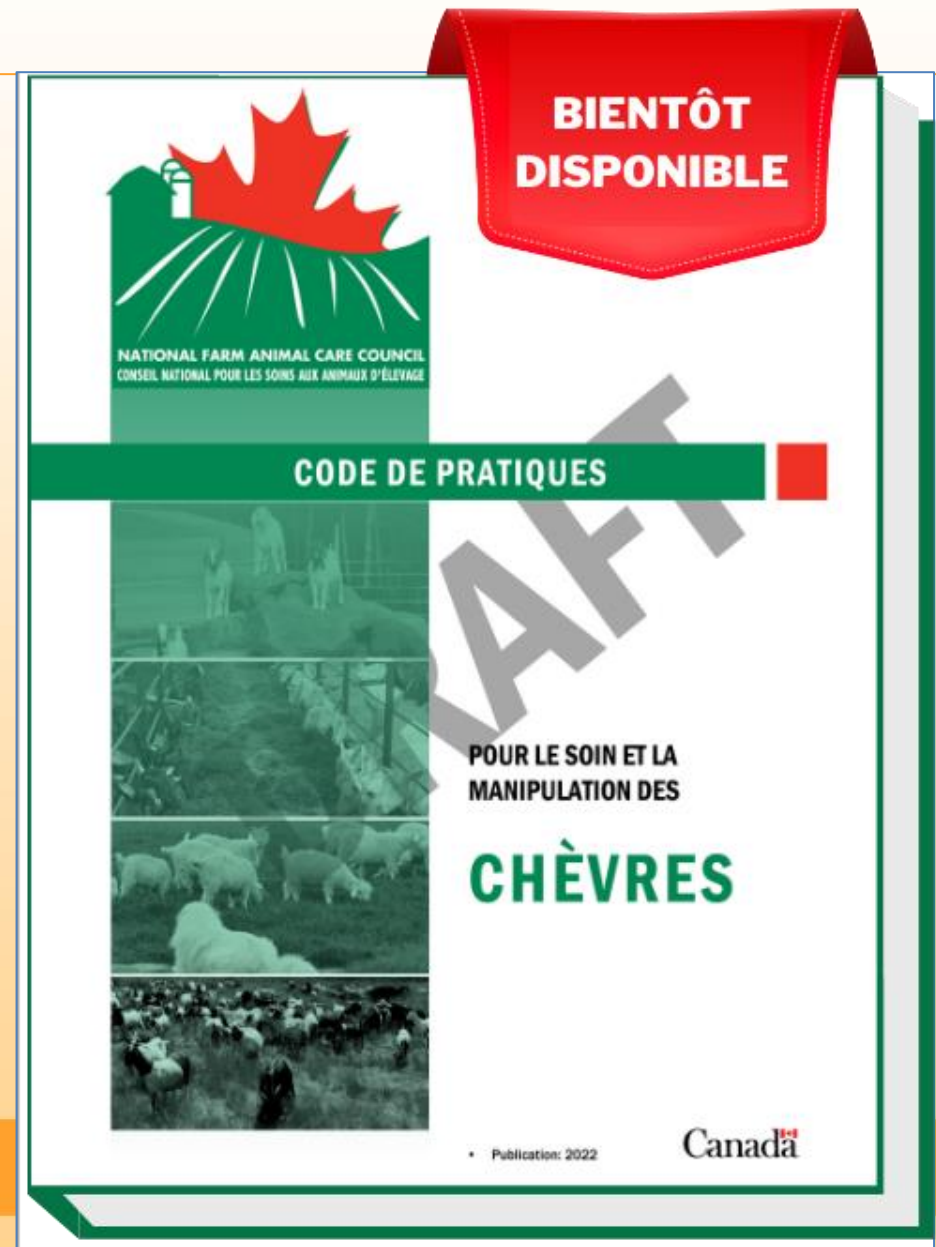 BIENTÔT
DISPONIBLE
NATIONAL FARM ANIMAL CARE COUNCIL
CONSEIL NATIONAL POUR LES SOINS AUX ANIMAUX D'ÉLEVAGE
CODE DE PRATIQUES
DRAFT
POUR LE SOIN ET LA
MANIPULATION DES
CHÈVRES
• Publication: 2022
Canada